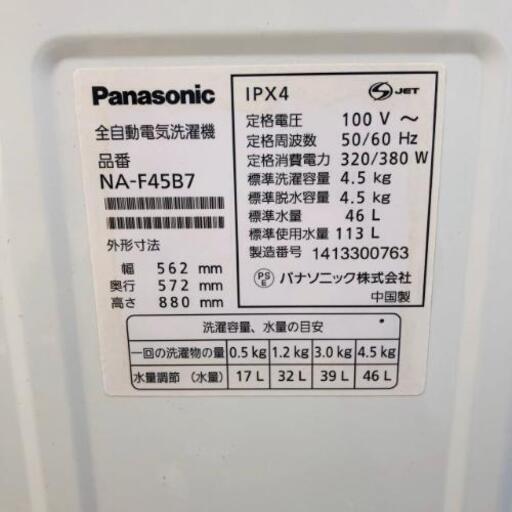 Panasonic
全自動電気洗濯機
品番
NA-F45B7
外形寸法
幅 562 mm
奥行 572 mm
高さ 880 mm
IPX4
S JET
定格電圧 100 V ～
定格周波数 50/60 Hz
定格消費電力 320/380 W
標準洗濯容量 4.5 kg
標準脱水容量 4.5 kg
標準水量 46 L
標準使用水量 113 L
製造番号 1413300763
PSE パナソニック株式会社
中国製
洗濯容量、水量の目安
一回の洗濯物の量 0.5 kg 1.2 kg 3.0 kg 4.5 kg
水量調節 (水量) 17 L 32 L 39 L 46 L